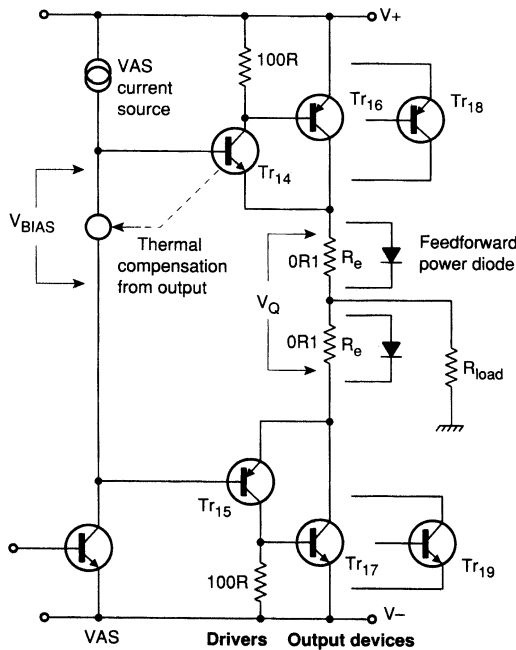 V+
VAS
current
source
100R
Tr16
Tr18
Tr14
VBIAS
Thermal
compensation
from output
0R1
Re
Feedforward
power diode
VQ
0R1
Re
Rload
Tr15
Tr17
Tr19
100R
V–
VAS
Drivers
Output devices